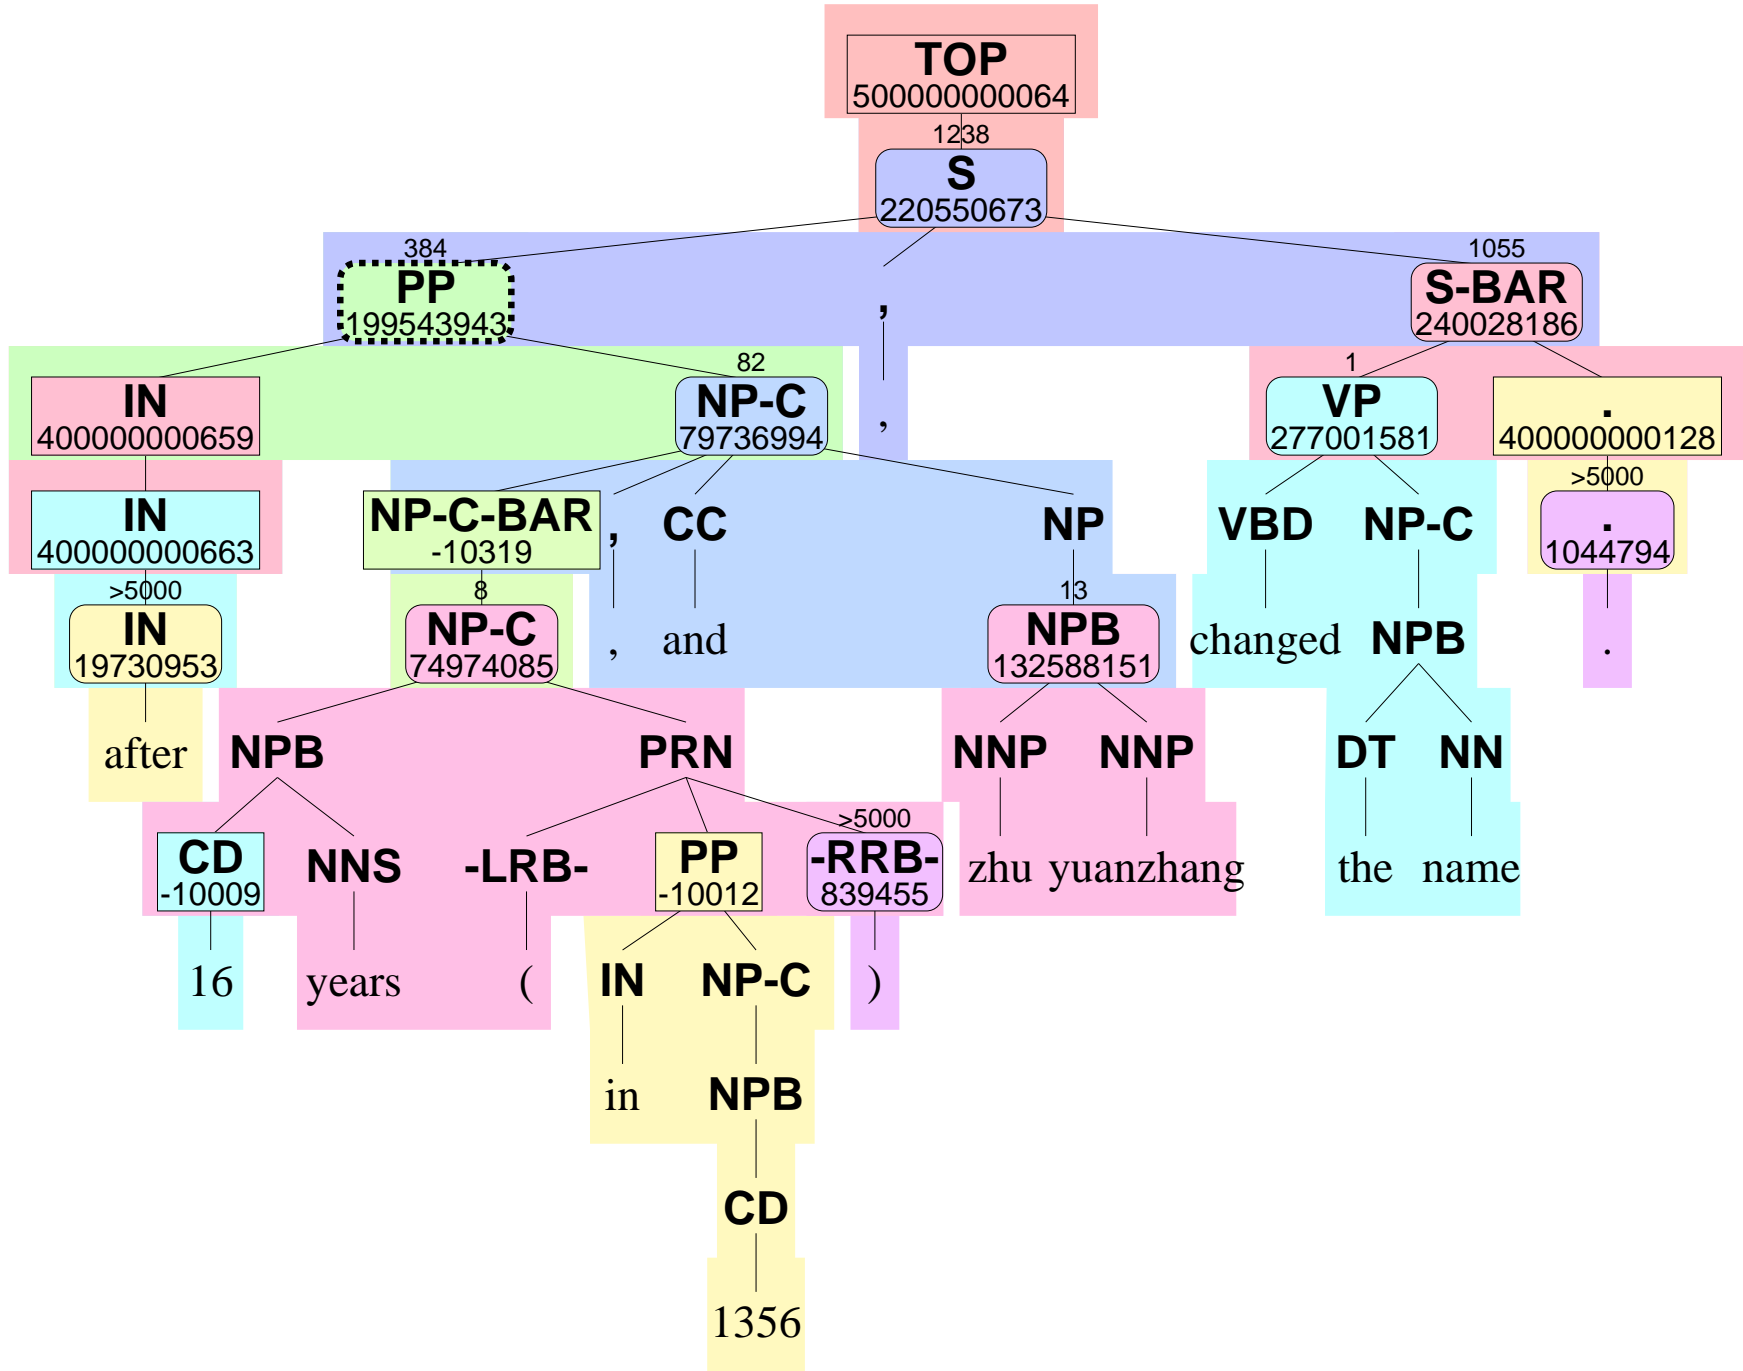 TOP
500000000064
1238
S
220550673
384
1055
PP
199543943
,
S-BAR
240028186
82
1
IN
400000000659
NP-C
79736994
,
VP
277001581
.
400000000128
>5000
IN
400000000663
NP-C-BAR
-10319
,
CC
NP
VBD
NP-C
.
1044794
>5000
8
13
IN
19730953
NP-C
74974085
,
and
NPB
132588151
changed
NPB
.
after
NPB
PRN
NNP
NNP
DT
NN
>5000
CD
-10009
NNS
-LRB-
PP
-10012
-RRB-
839455
zhu
yuanzhang
the
name
16
years
(
IN
NP-C
)
in
NPB
CD
1356